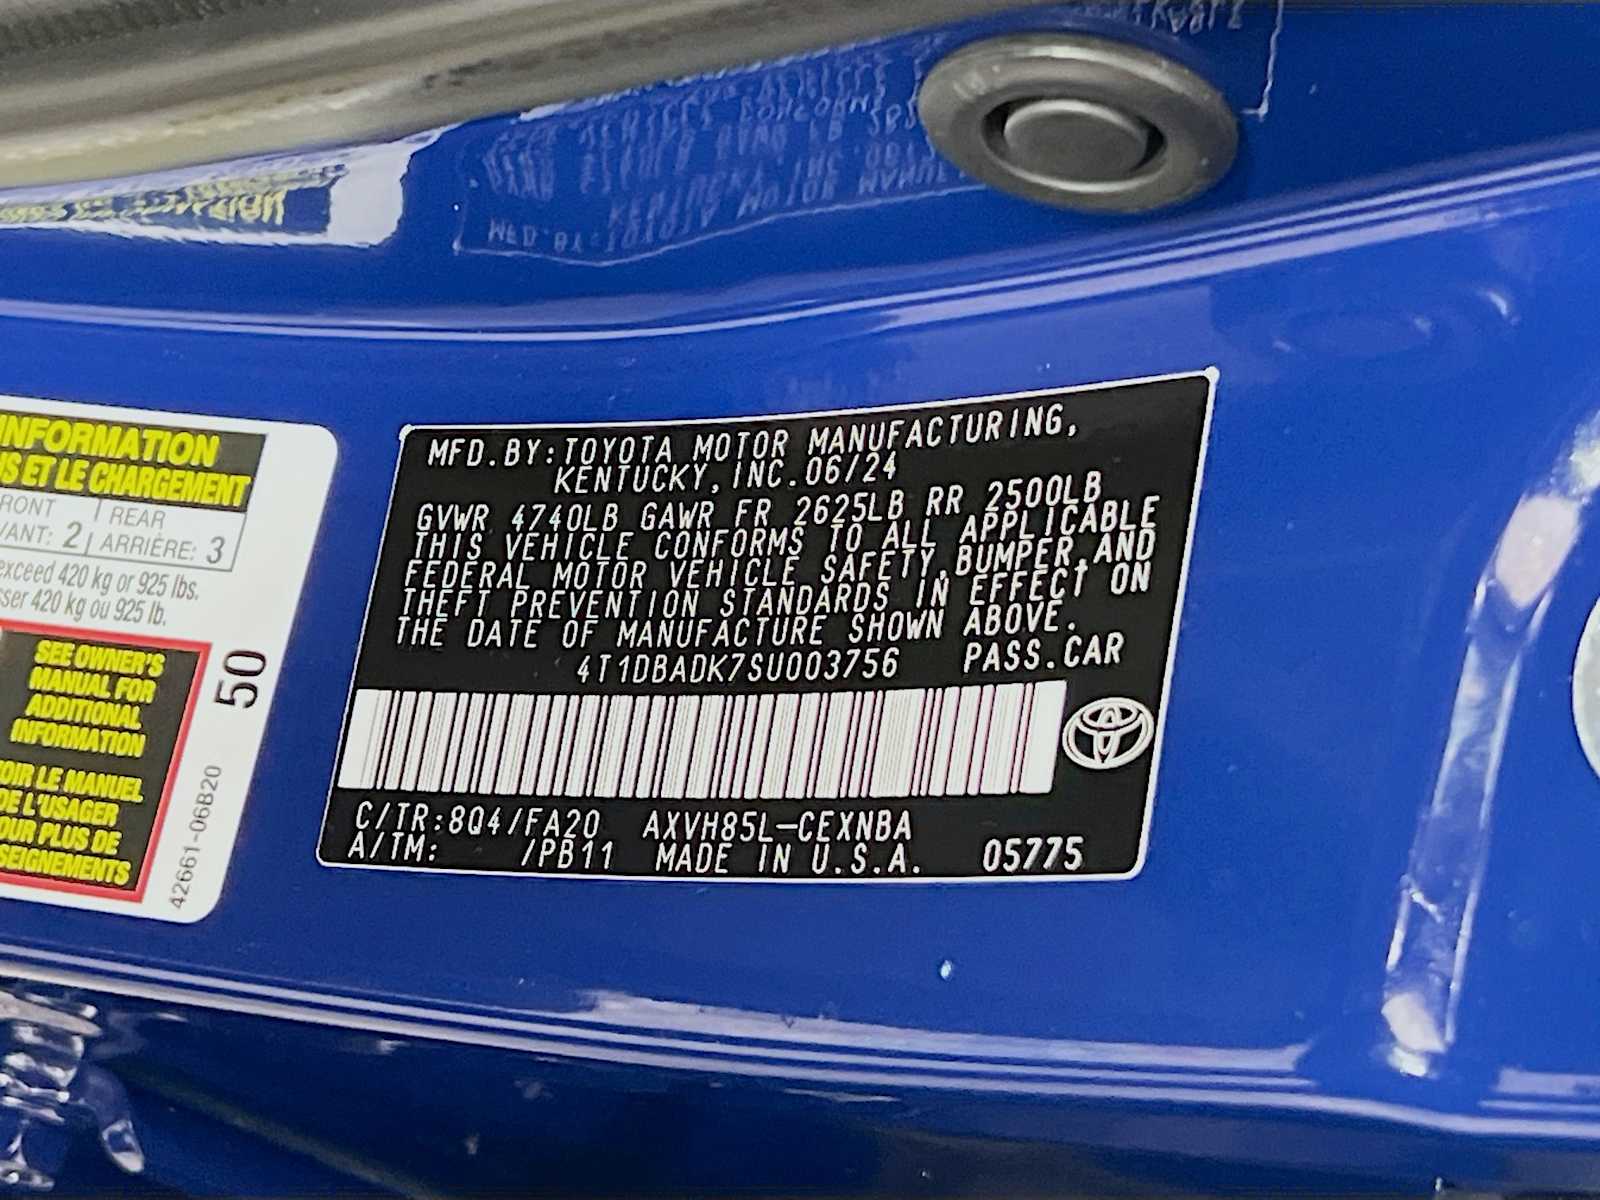 INFORMATION
S ET LE CHARGEMENT
RONT | REAR
VANT: 2 | ARRIÈRE: 3
exceed 420 kg or 925 lbs.
sser 420 kg ou 925 lb.
SEE OWNER'S
MANUAL FOR
ADDITIONAL
INFORMATION
OIR LE MANUEL
DE L'USAGER
OUR PLUS DE
SEIGNEMENTS
50
42661-06B20
MFD.BY:TOYOTA MOTOR MANUFACTURING,
KENTUCKY,INC.06/24
GVWR 4740LB GAWR FR 2625LB RR 2500LB
THIS VEHICLE CONFORMS TO ALL APPLICABLE
FEDERAL MOTOR VEHICLE SAFETY,BUMPER,AND
THEFT PREVENTION STANDARDS IN EFFECT ON
THE DATE OF MANUFACTURE SHOWN ABOVE.
4T1DBADK7SU003756 PASS.CAR
C/TR:8Q4/FA20 AXVH85L-CEXNBA
A/TM: /PB11 MADE IN U.S.A. 05775